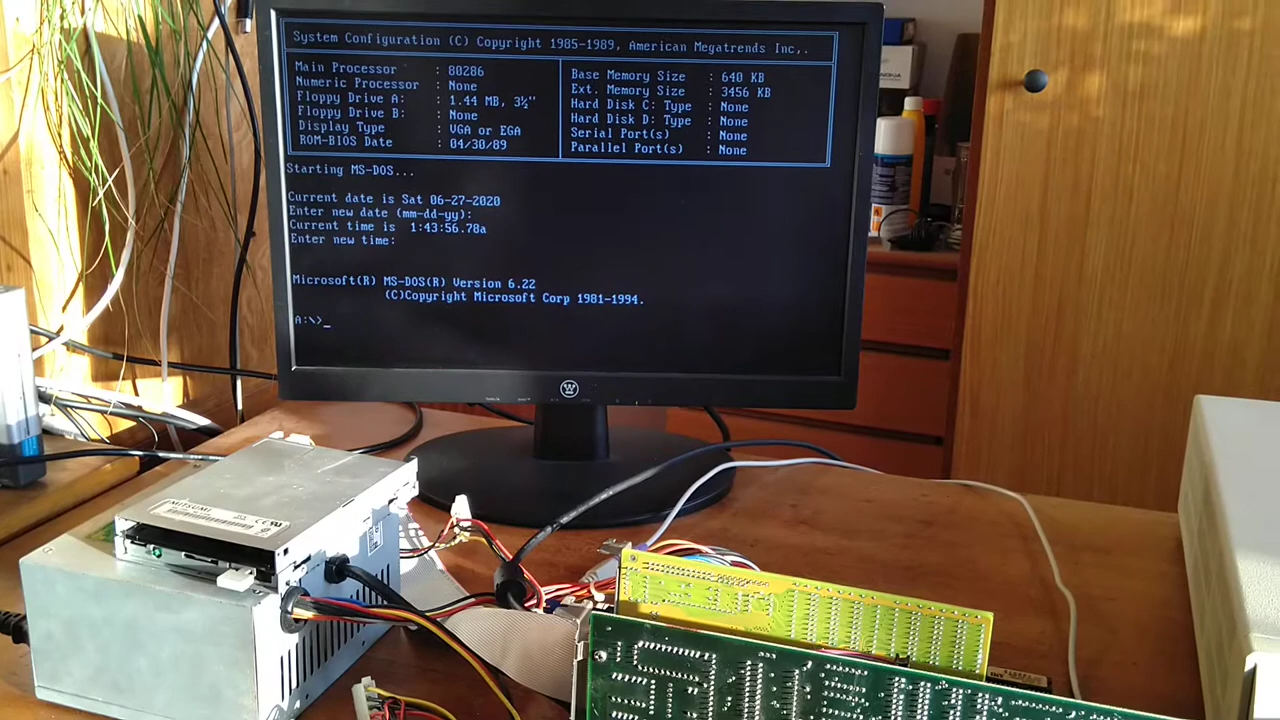 System Configuration (C) Copyright 1985-1989, American Megatrends Inc,.
Main Processor : 80286
Numeric Processor : None
Floppy Drive A: : 1.44 MB, 3½"
Floppy Drive B: : None
Display Type : VGA or EGA
ROM-BIOS Date : 04/30/89
Base Memory Size : 640 KB
Ext. Memory Size : 3456 KB
Hard Disk C: Type : None
Hard Disk D: Type : None
Serial Port(s) : None
Parallel Port(s) : None
Starting MS-DOS...
Current date is Sat 06-27-2020
Enter new date (mm-dd-yy):
Current time is 1:43:56.78a
Enter new time:
Microsoft(R) MS-DOS(R) Version 6.22
(C)Copyright Microsoft Corp 1981-1994.
A:\>_
NOKIA
W
MITSUMI
CE